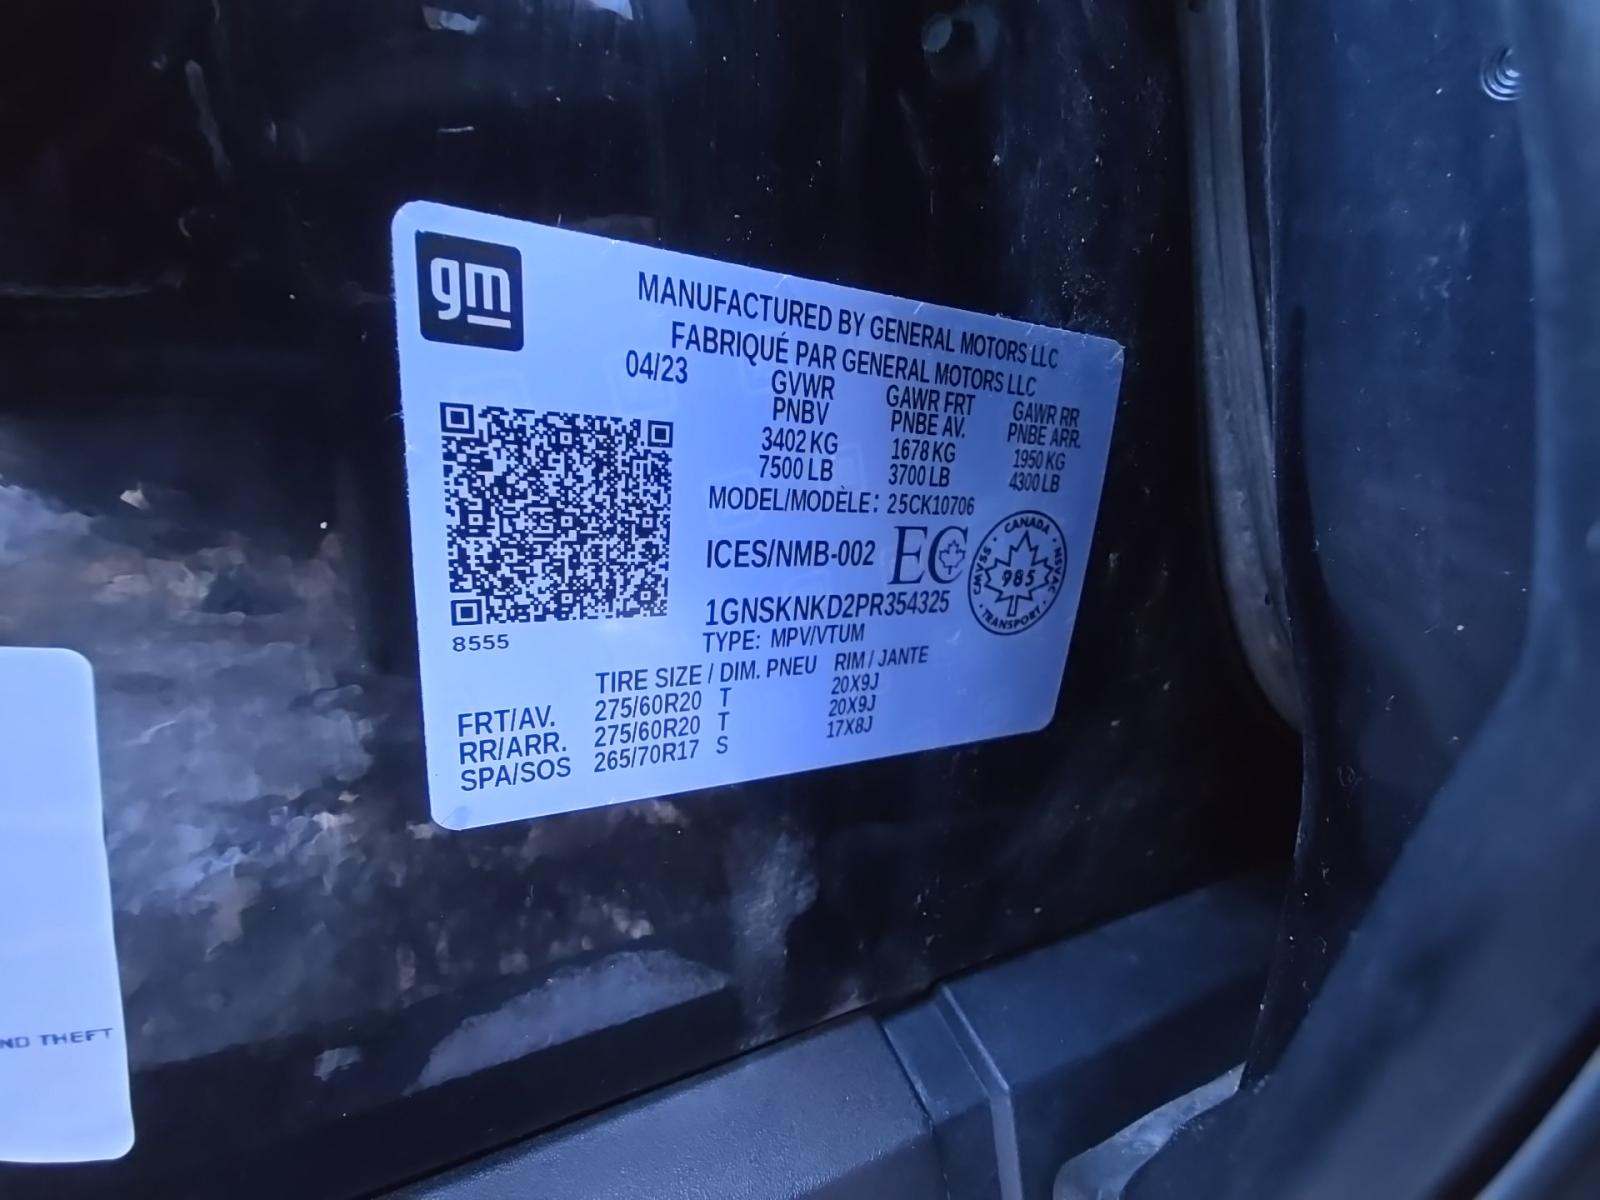 gm
MANUFACTURED BY GENERAL MOTORS LLC
FABRIQUÉ PAR GENERAL MOTORS LLC
04/23
GVWR GAWR FRT GAWR RR
PNBV PNBE AV. PNBE ARR.
3402 KG 1678 KG 1950 KG
7500 LB 3700 LB 4300 LB
MODEL/MODÈLE: 25CK10706
ICES/NMB-002 EC
CANADA
CMVSS NSVAC
985
TRANSPORT
1GNSKNKD2PR354325
8555
TYPE: MPV/VTUM
TIRE SIZE / DIM. PNEU RIM / JANTE
FRT/AV. 275/60R20 T 20X9J
RR/ARR. 275/60R20 T 20X9J
SPA/SOS 265/70R17 S 17X8J
ND THEFT